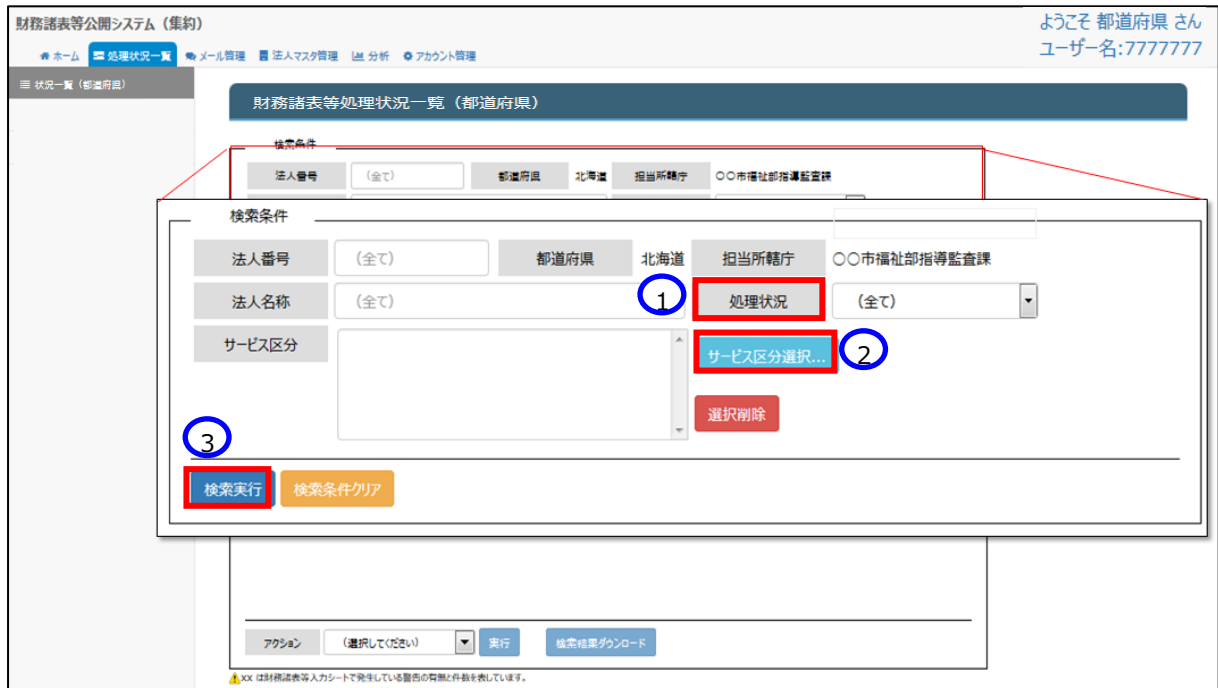 財務諸表等公開システム（集約）
ようこそ 都道府県 さん
ユーザー名:7777777
ホーム 処理状況一覧 メール管理 法人マスタ管理 分析 アカウント管理
状況一覧（都道府県）
財務諸表等処理状況一覧（都道府県）
検索条件
法人番号 （全て） 都道府県 北海道 担当所轄庁 〇〇市福祉部指導監査課
検索条件
法人番号 （全て） 都道府県 北海道 担当所轄庁 〇〇市福祉部指導監査課
法人名称 （全て） 1 処理状況 （全て）
サービス区分 サービス区分選択... 2
選択削除
3
検索実行 検索条件クリア
アクション （選択してください） 実行 検索結果ダウンロード
xx は財務諸表等入力シートで発生している警告の有無と件数を表しています。